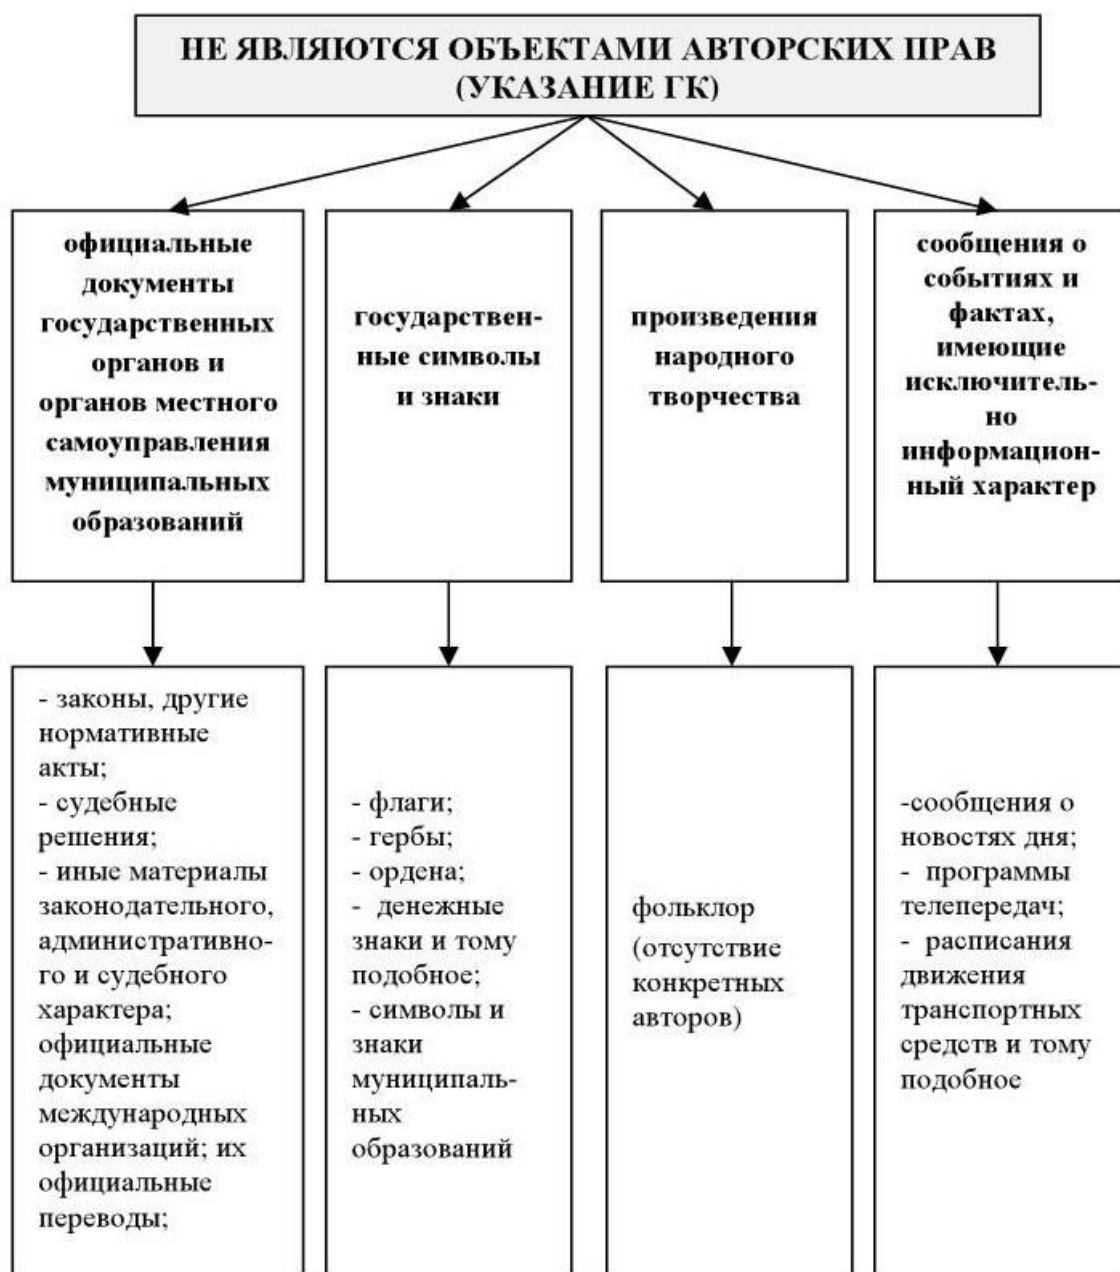 НЕ ЯВЛЯЮТСЯ ОБЪЕКТАМИ АВТОРСКИХ ПРАВ
(УКАЗАНИЕ ГК)
официальные
документы
государственных
органов и
органов местного
самоуправления
муниципальных
образований
государствен-
ные символы
и знаки
произведения
народного
творчества
сообщения о
событиях и
фактах,
имеющие
исключитель-
но
информацион-
ный характер
- законы, другие
нормативные
акты;
- судебные
решения;
- иные материалы
законодательного,
административно-
го и судебного
характера;
официальные
документы
международных
организаций; их
официальные
переводы;
- флаги;
- гербы;
- ордена;
- денежные
знаки и тому
подобное;
- символы и
знаки
муниципаль-
ных
образований
фольклор
(отсутствие
конкретных
авторов)
-сообщения о
новостях дня;
- программы
телепередач;
- расписания
движения
транспортных
средств и тому
подобное